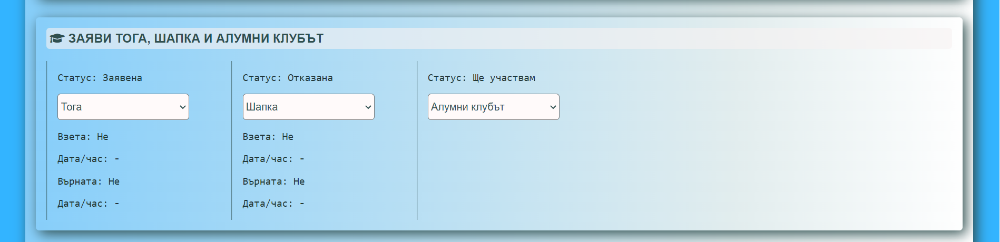 ЗАЯВИ ТОГА, ШАПКА И АЛУМНИ КЛУБЪТ
Статус: Заявена
Тога
Взета: Не
Дата/час: -
Върната: Не
Дата/час: -
Статус: Отказана
Шапка
Взета: Не
Дата/час: -
Върната: Не
Дата/час: -
Статус: Ще участвам
Алумни клубът